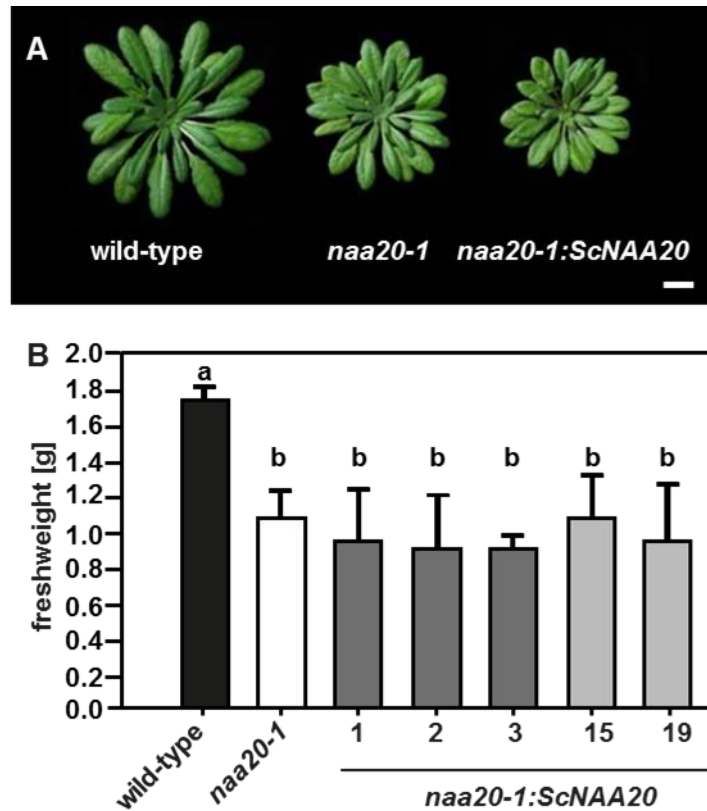 A
wild-type naa20-1 naa20-1:ScNAA20
B
freshweight [g]
2.0
1.8
1.6
1.4
1.2
1.0
0.8
0.6
0.4
0.2
0.0
a
b b b b b b
wild-type naa20-1 1 2 3 15 19
naa20-1:ScNAA20